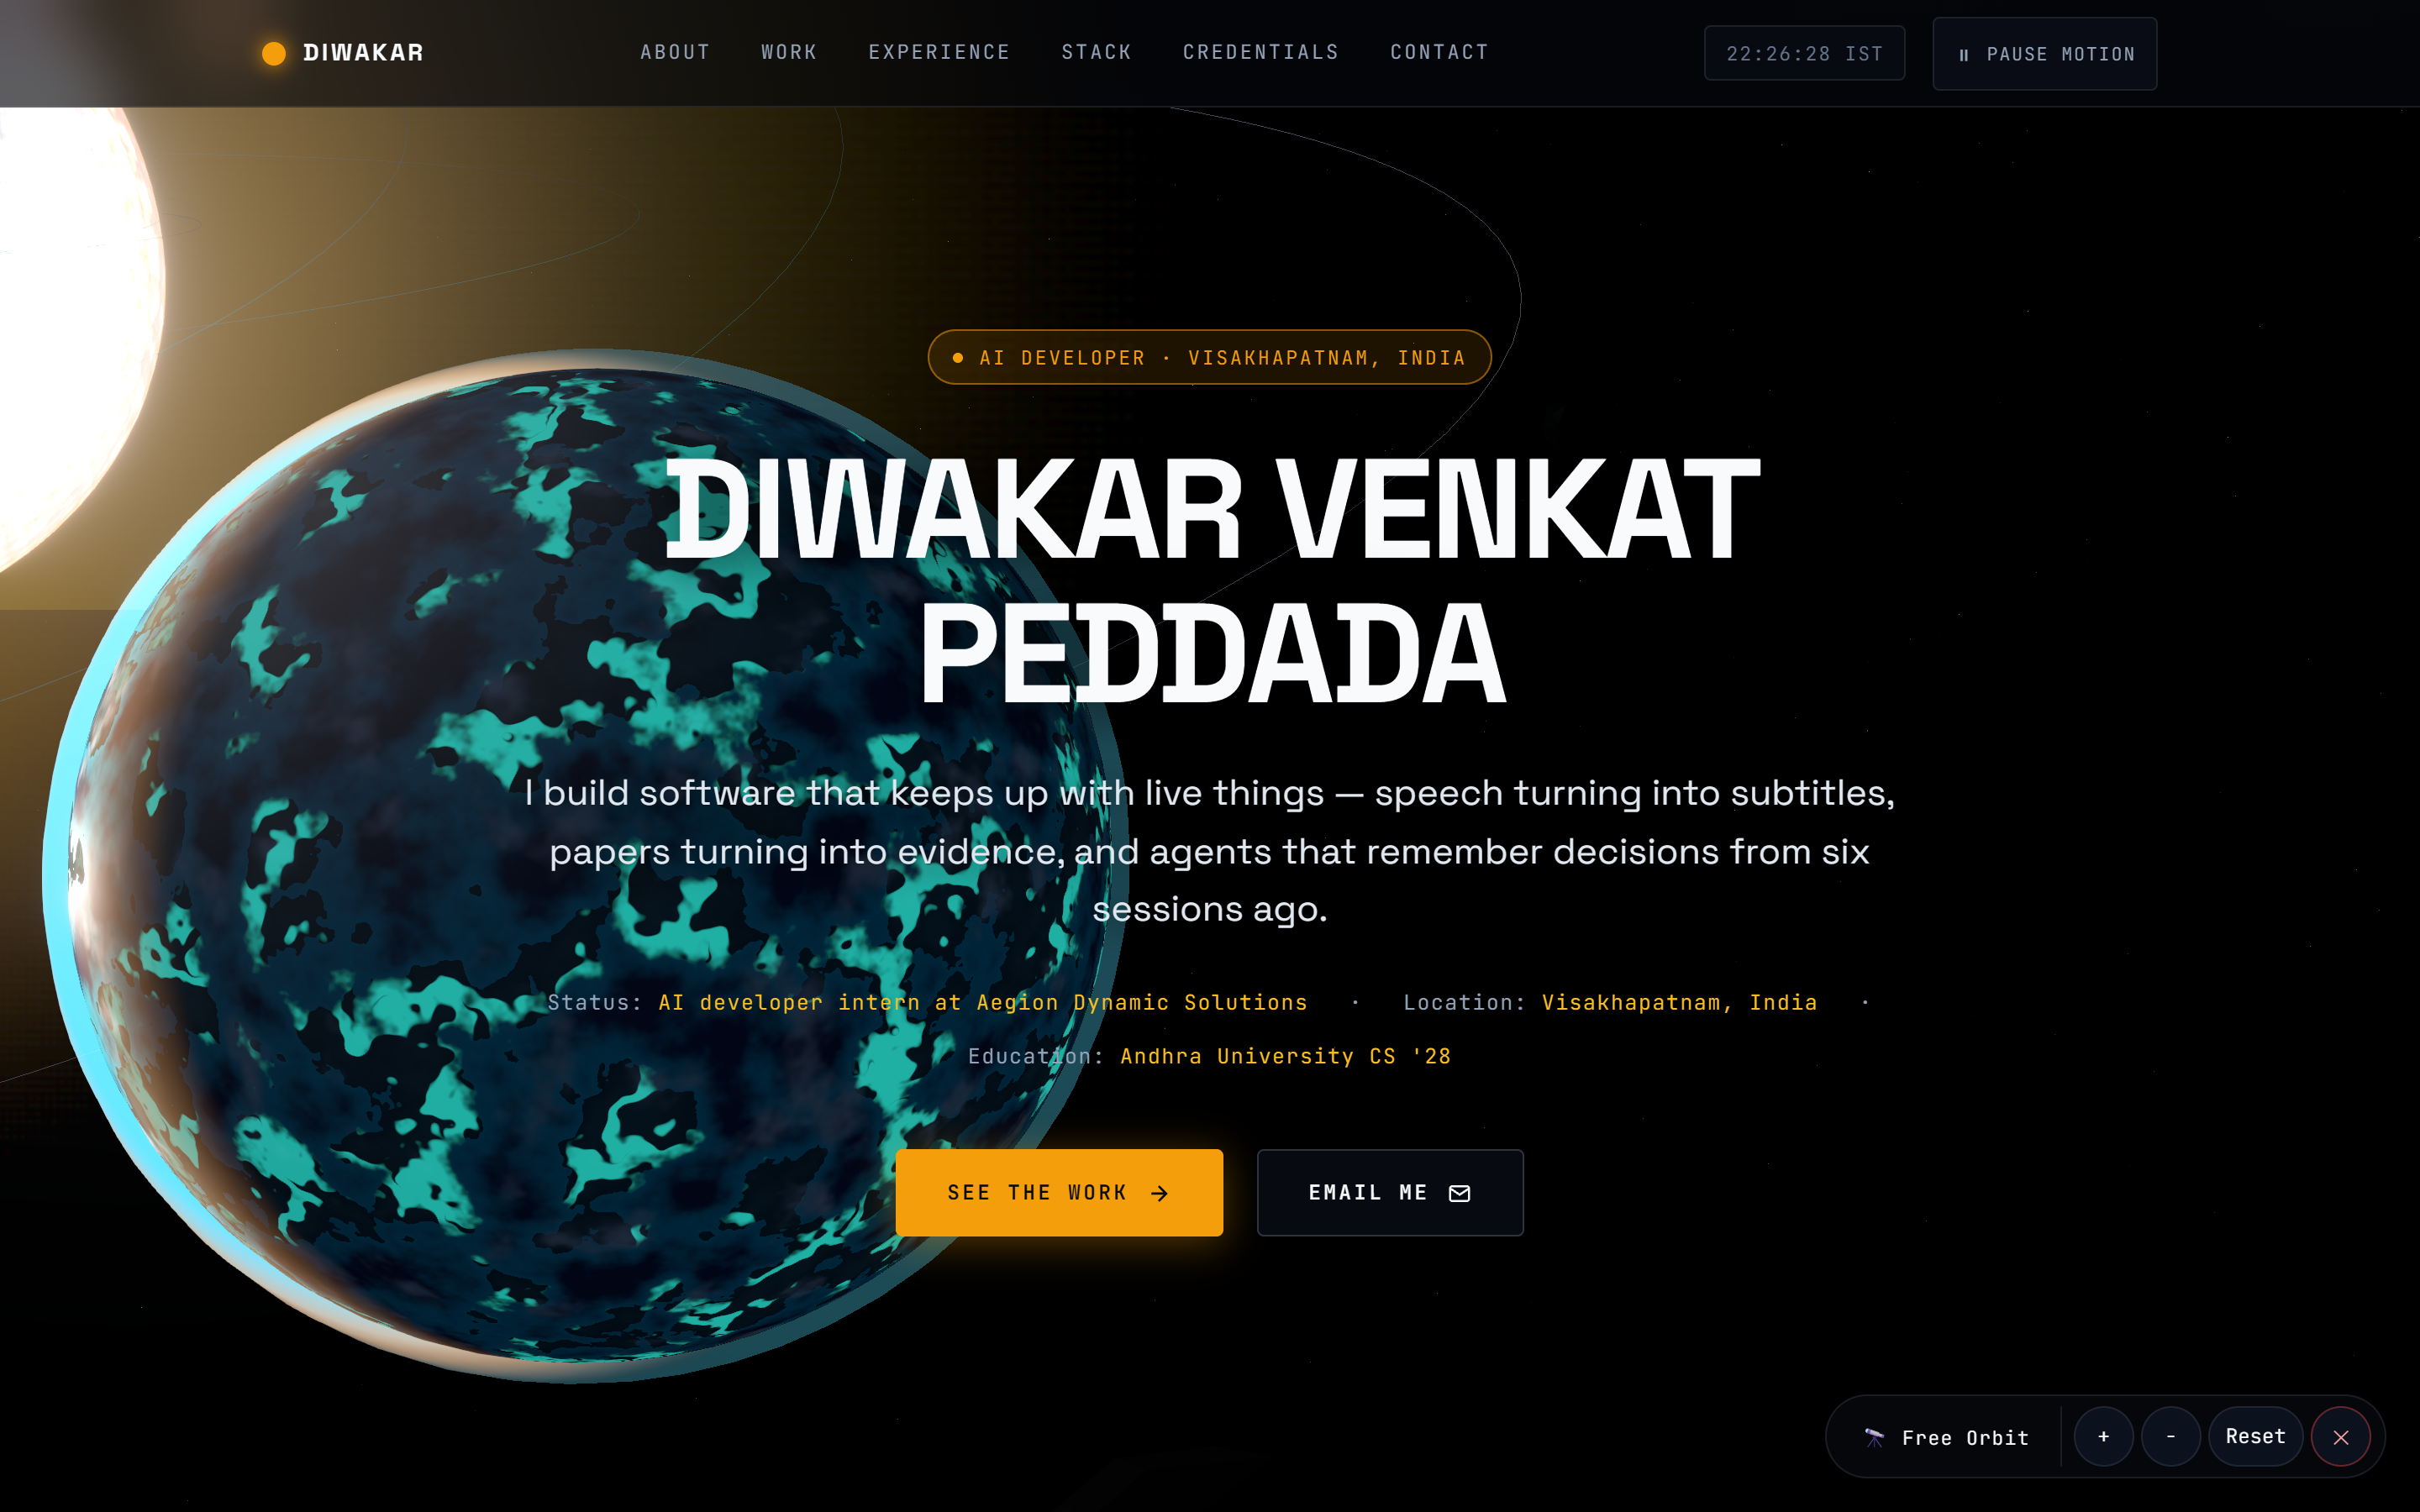 DIWAKAR
ABOUT WORK EXPERIENCE STACK CREDENTIALS CONTACT
22:26:28 IST
PAUSE MOTION
AI DEVELOPER · VISAKHAPATNAM, INDIA
DIWAKAR VENKAT
PEDDADA
I build software that keeps up with live things — speech turning into subtitles,
papers turning into evidence, and agents that remember decisions from six
sessions ago.
Status: AI developer intern at Aegion Dynamic Solutions · Location: Visakhapatnam, India ·
Education: Andhra University CS '28
SEE THE WORK →
EMAIL ME
Free Orbit + - Reset ×